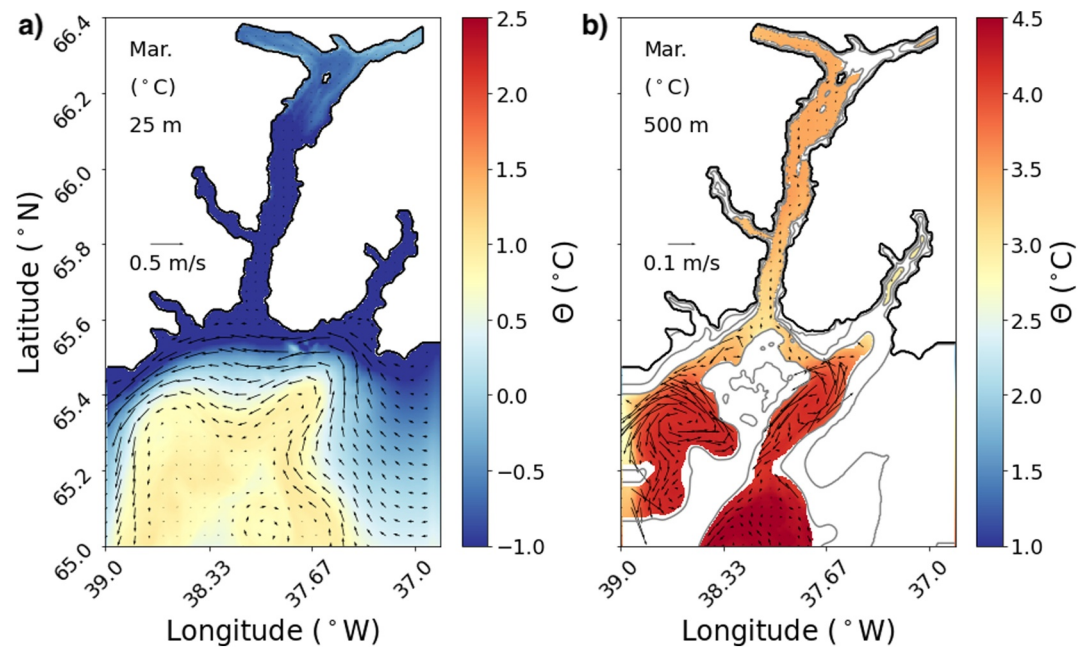 a)
Mar.
(°C)
25 m
0.5 m/s
66.4
66.2
66.0
65.8
65.6
65.4
65.2
65.0
Latitude (°N)
39.0
38.33
37.67
37.0
Longitude (°W)
2.5
2.0
1.5
1.0
0.5
0.0
−0.5
−1.0
Θ (°C)
b)
Mar.
(°C)
500 m
0.1 m/s
39.0
38.33
37.67
37.0
Longitude (°W)
4.5
4.0
3.5
3.0
2.5
2.0
1.5
1.0
Θ (°C)